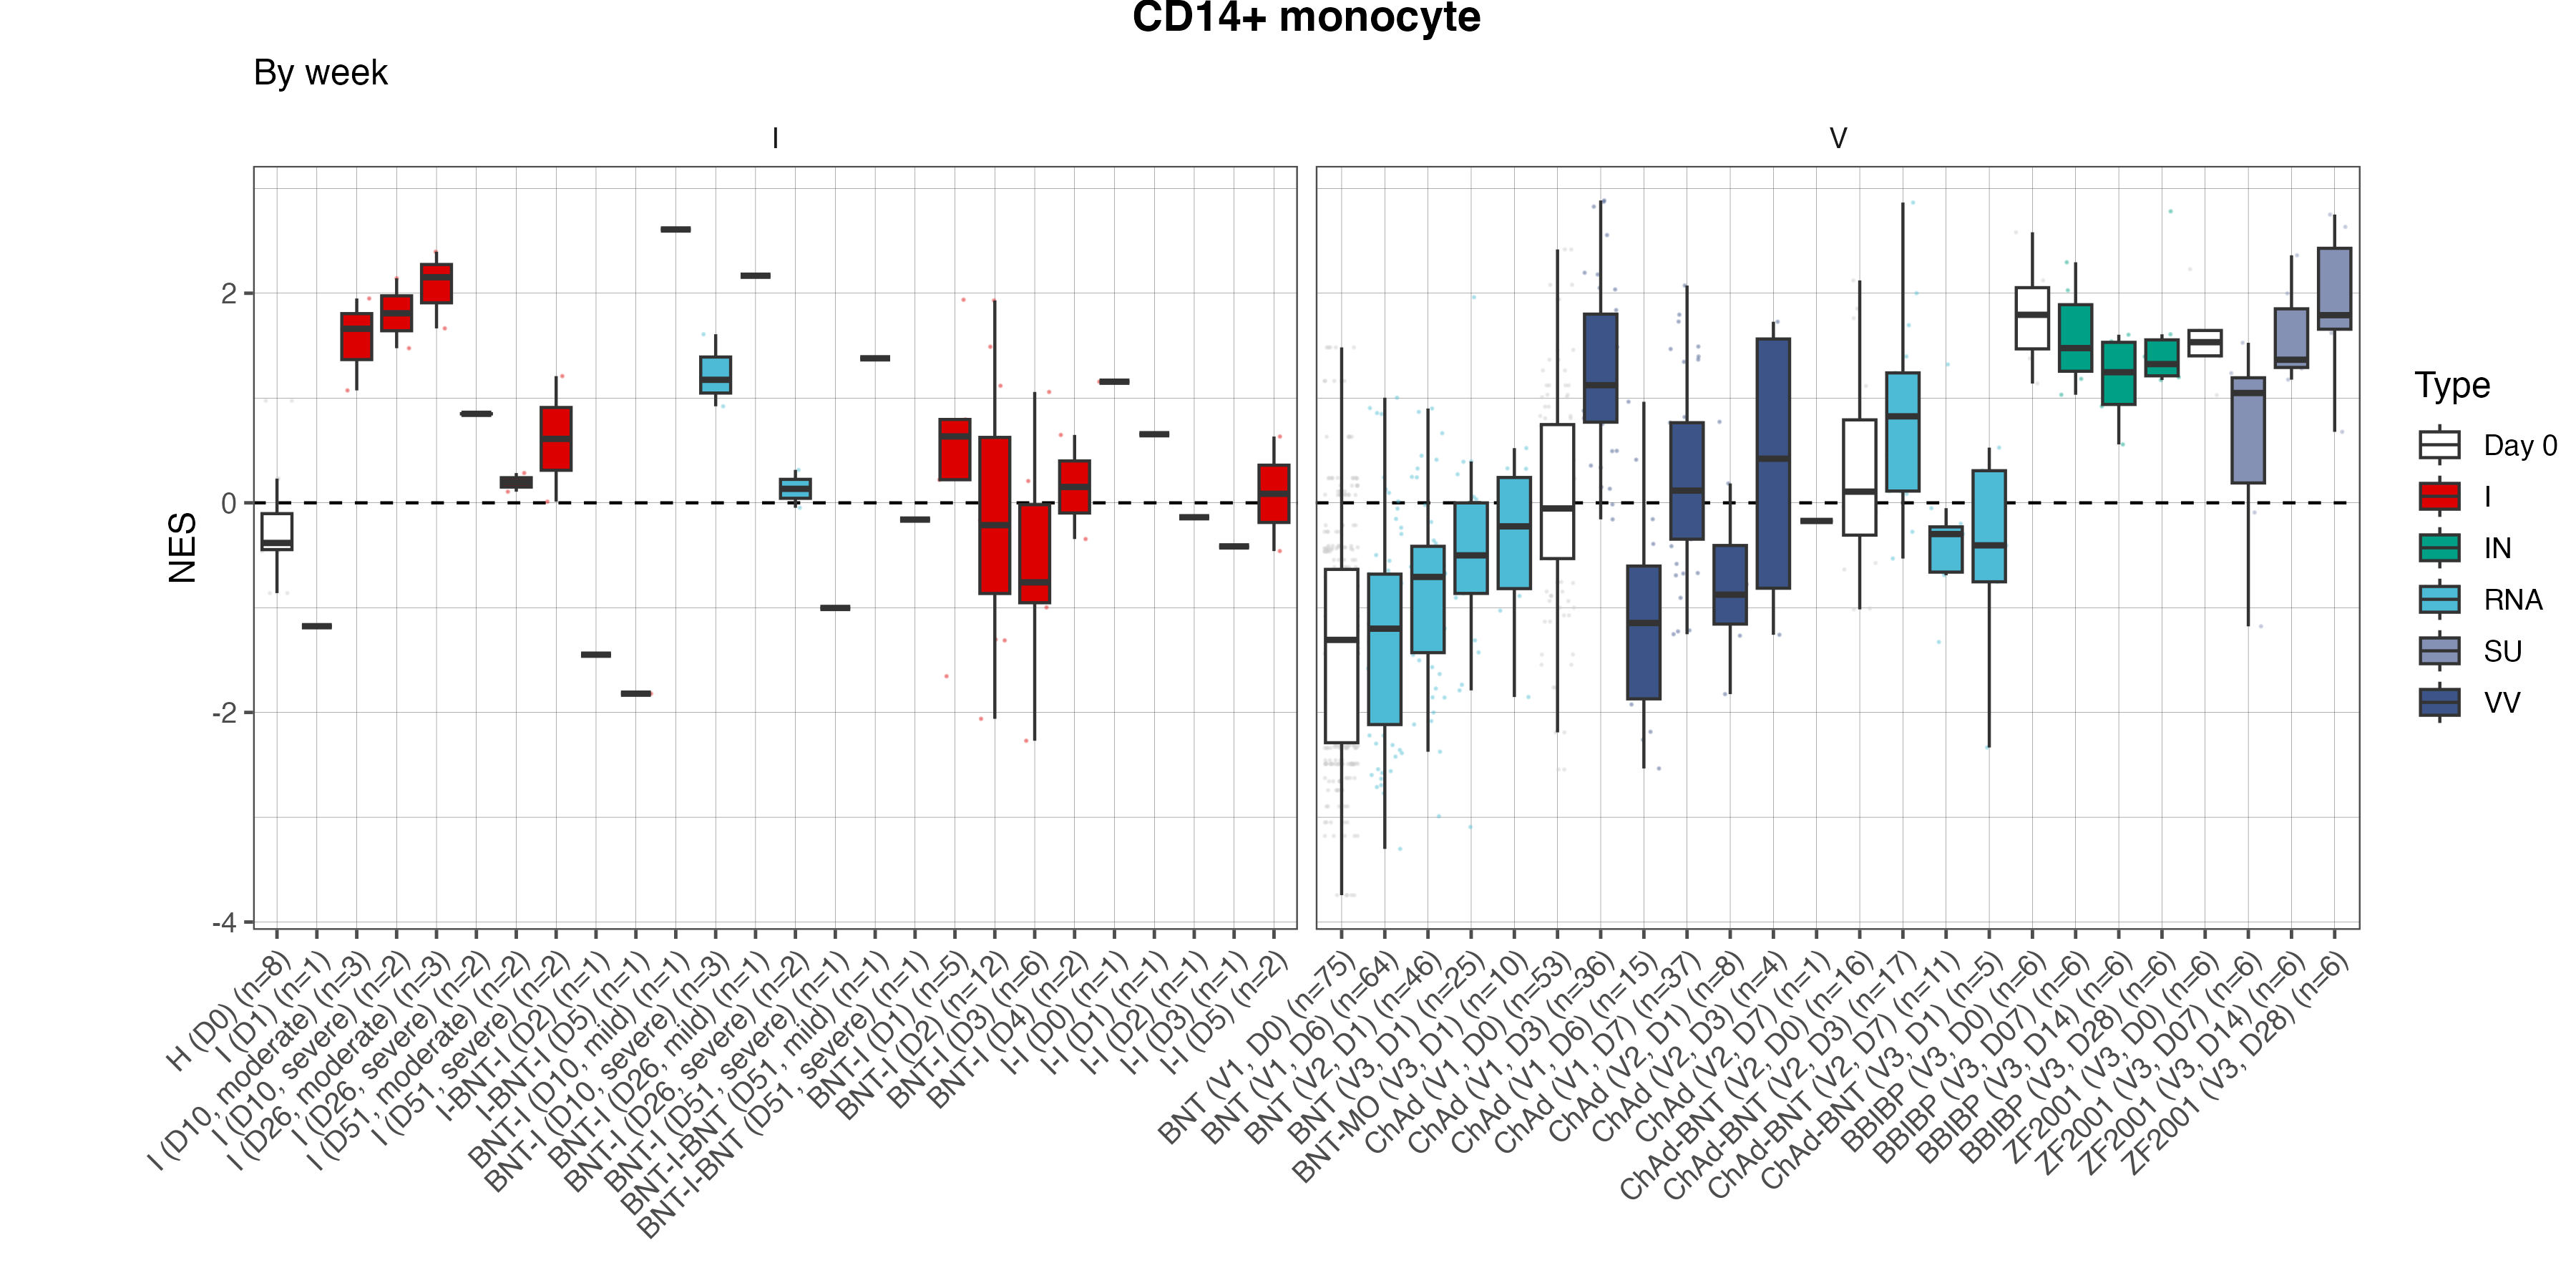 CD14+ monocyte
By week
I
V
NES
2
0
-2
-4
H (D0) (n=8)
I (D1) (n=1)
I (D10, moderate) (n=3)
I (D10, severe) (n=2)
I (D26, moderate) (n=3)
I (D26, severe) (n=2)
I (D51, moderate) (n=2)
I (D51, severe) (n=2)
I-BNT-I (D2) (n=1)
I-BNT-I (D5) (n=1)
BNT-I (D10, mild) (n=1)
BNT-I (D10, severe) (n=3)
BNT-I (D26, mild) (n=1)
BNT-I (D26, severe) (n=2)
BNT-I (D51, severe) (n=1)
BNT-I-BNT (D51, mild) (n=1)
BNT-I-BNT (D51, severe) (n=1)
BNT-I (D1) (n=5)
BNT-I (D2) (n=12)
BNT-I (D3) (n=6)
BNT-I (D4) (n=2)
I-I (D0) (n=1)
I-I (D1) (n=1)
I-I (D2) (n=1)
I-I (D3) (n=1)
I-I (D5) (n=2)
BNT (V1, D0) (n=75)
BNT (V1, D6) (n=64)
BNT (V2, D1) (n=46)
BNT (V3, D1) (n=25)
BNT-MO (V3, D1) (n=10)
ChAd (V1, D0) (n=53)
ChAd (V1, D3) (n=36)
ChAd (V1, D6) (n=15)
ChAd (V1, D7) (n=37)
ChAd (V2, D1) (n=8)
ChAd (V2, D3) (n=4)
ChAd (V2, D7) (n=1)
ChAd-BNT (V2, D0) (n=16)
ChAd-BNT (V2, D3) (n=17)
ChAd-BNT (V2, D7) (n=11)
ChAd-BNT (V3, D1) (n=5)
BBIBP (V3, D0) (n=6)
BBIBP (V3, D07) (n=6)
BBIBP (V3, D14) (n=6)
BBIBP (V3, D28) (n=6)
ZF2001 (V3, D0) (n=6)
ZF2001 (V3, D07) (n=6)
ZF2001 (V3, D14) (n=6)
ZF2001 (V3, D28) (n=6)
Type
Day 0
I
IN
RNA
SU
VV